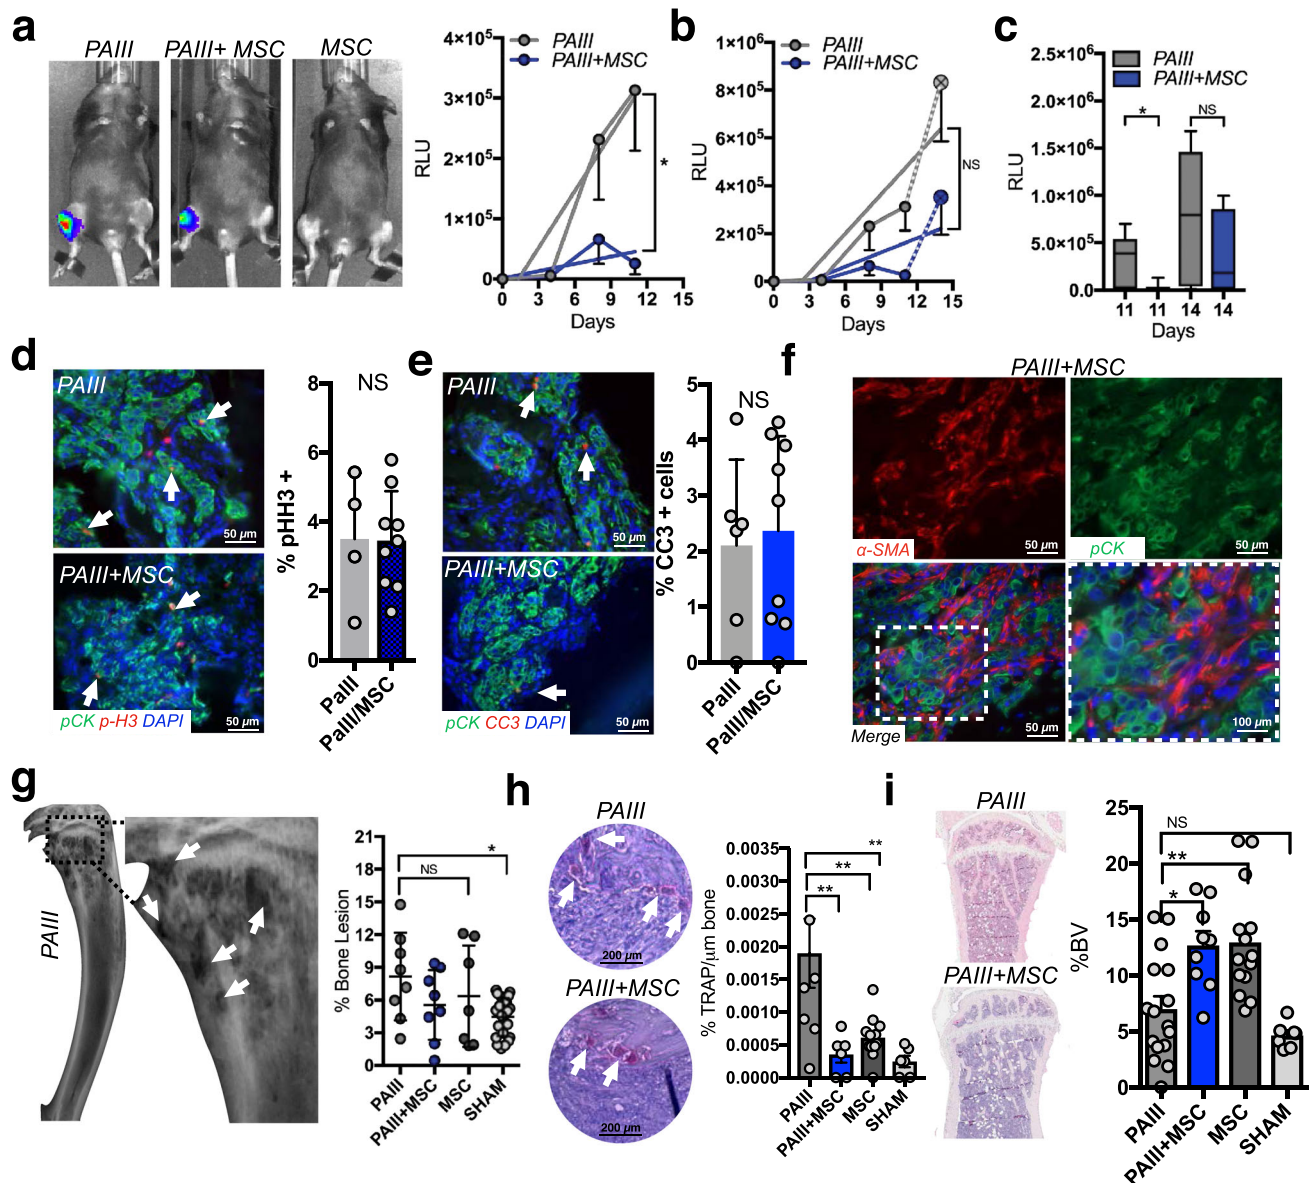 a
PAIII PAIII+ MSC MSC
4×10⁵
3×10⁵
2×10⁵
1×10⁵
0
RLU
PAIII
PAIII+MSC
*
0 3 6 9 12 15
Days
b
1×10⁶
8×10⁵
6×10⁵
4×10⁵
2×10⁵
0
RLU
PAIII
PAIII+MSC
NS
0 3 6 9 12 15
Days
c
2.5×10⁶
2.0×10⁶
1.5×10⁶
1.0×10⁶
5.0×10⁵
0.0
RLU
PAIII
PAIII+MSC
* NS
11 11 14 14
Days
d
PAIII
50 µm
PAIII+MSC
pCK p-H3 DAPI
50 µm
8
6
4
2
0
% pHH3 +
NS
PaIII
PaIII/MSC
e
PAIII
50 µm
PAIII+MSC
pCK CC3 DAPI
50 µm
5
4
3
2
1
0
% CC3 + cells
NS
PaIII
PaIII/MSC
f
PAIII+MSC
α-SMA
50 µm
pCK
50 µm
Merge
50 µm
100 µm
g
PAIII
21
18
15
12
9
6
3
0
% Bone Lesion
NS
*
PAIII
PAIII+MSC
MSC
SHAM
h
PAIII
200 µm
PAIII+MSC
200 µm
0.0035
0.0030
0.0025
0.0020
0.0015
0.0010
0.0005
0.0000
% TRAP/µm bone
**
**
**
PAIII
PAIII+MSC
MSC
SHAM
i
PAIII
PAIII+MSC
25
20
15
10
5
0
%BV
NS
**
*
PAIII
PAIII+MSC
MSC
SHAM